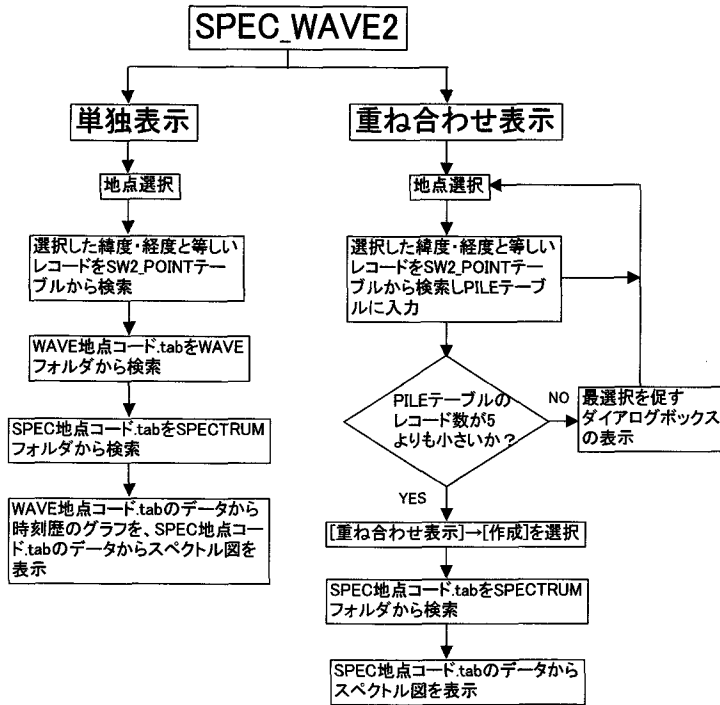 SPEC_WAVE2
単独表示
地点選択
選択した緯度・経度と等しい
レコードをSW2_POINTテー
ブルから検索
WAVE地点コード.tabをWAVE
フォルダから検索
SPEC地点コード.tabをSPECTRUM
フォルダから検索
WAVE地点コード.tabのデータから
時刻歴のグラフを、SPEC地点コー
ド.tabのデータからスペクトル図を
表示
重ね合わせ表示
地点選択
選択した緯度・経度と等しい
レコードをSW2_POINTテー
ブルから検索しPILEテーブ
ルに入力
PILEテーブルの
レコード数が5
よりも小さいか?
NO
最選択を促す
ダイアログボックス
の表示
YES
[重ね合わせ表示]→[作成]を選択
SPEC地点コード.tabをSPECTRUM
フォルダから検索
SPEC地点コード.tabのデータから
スペクトル図を表示